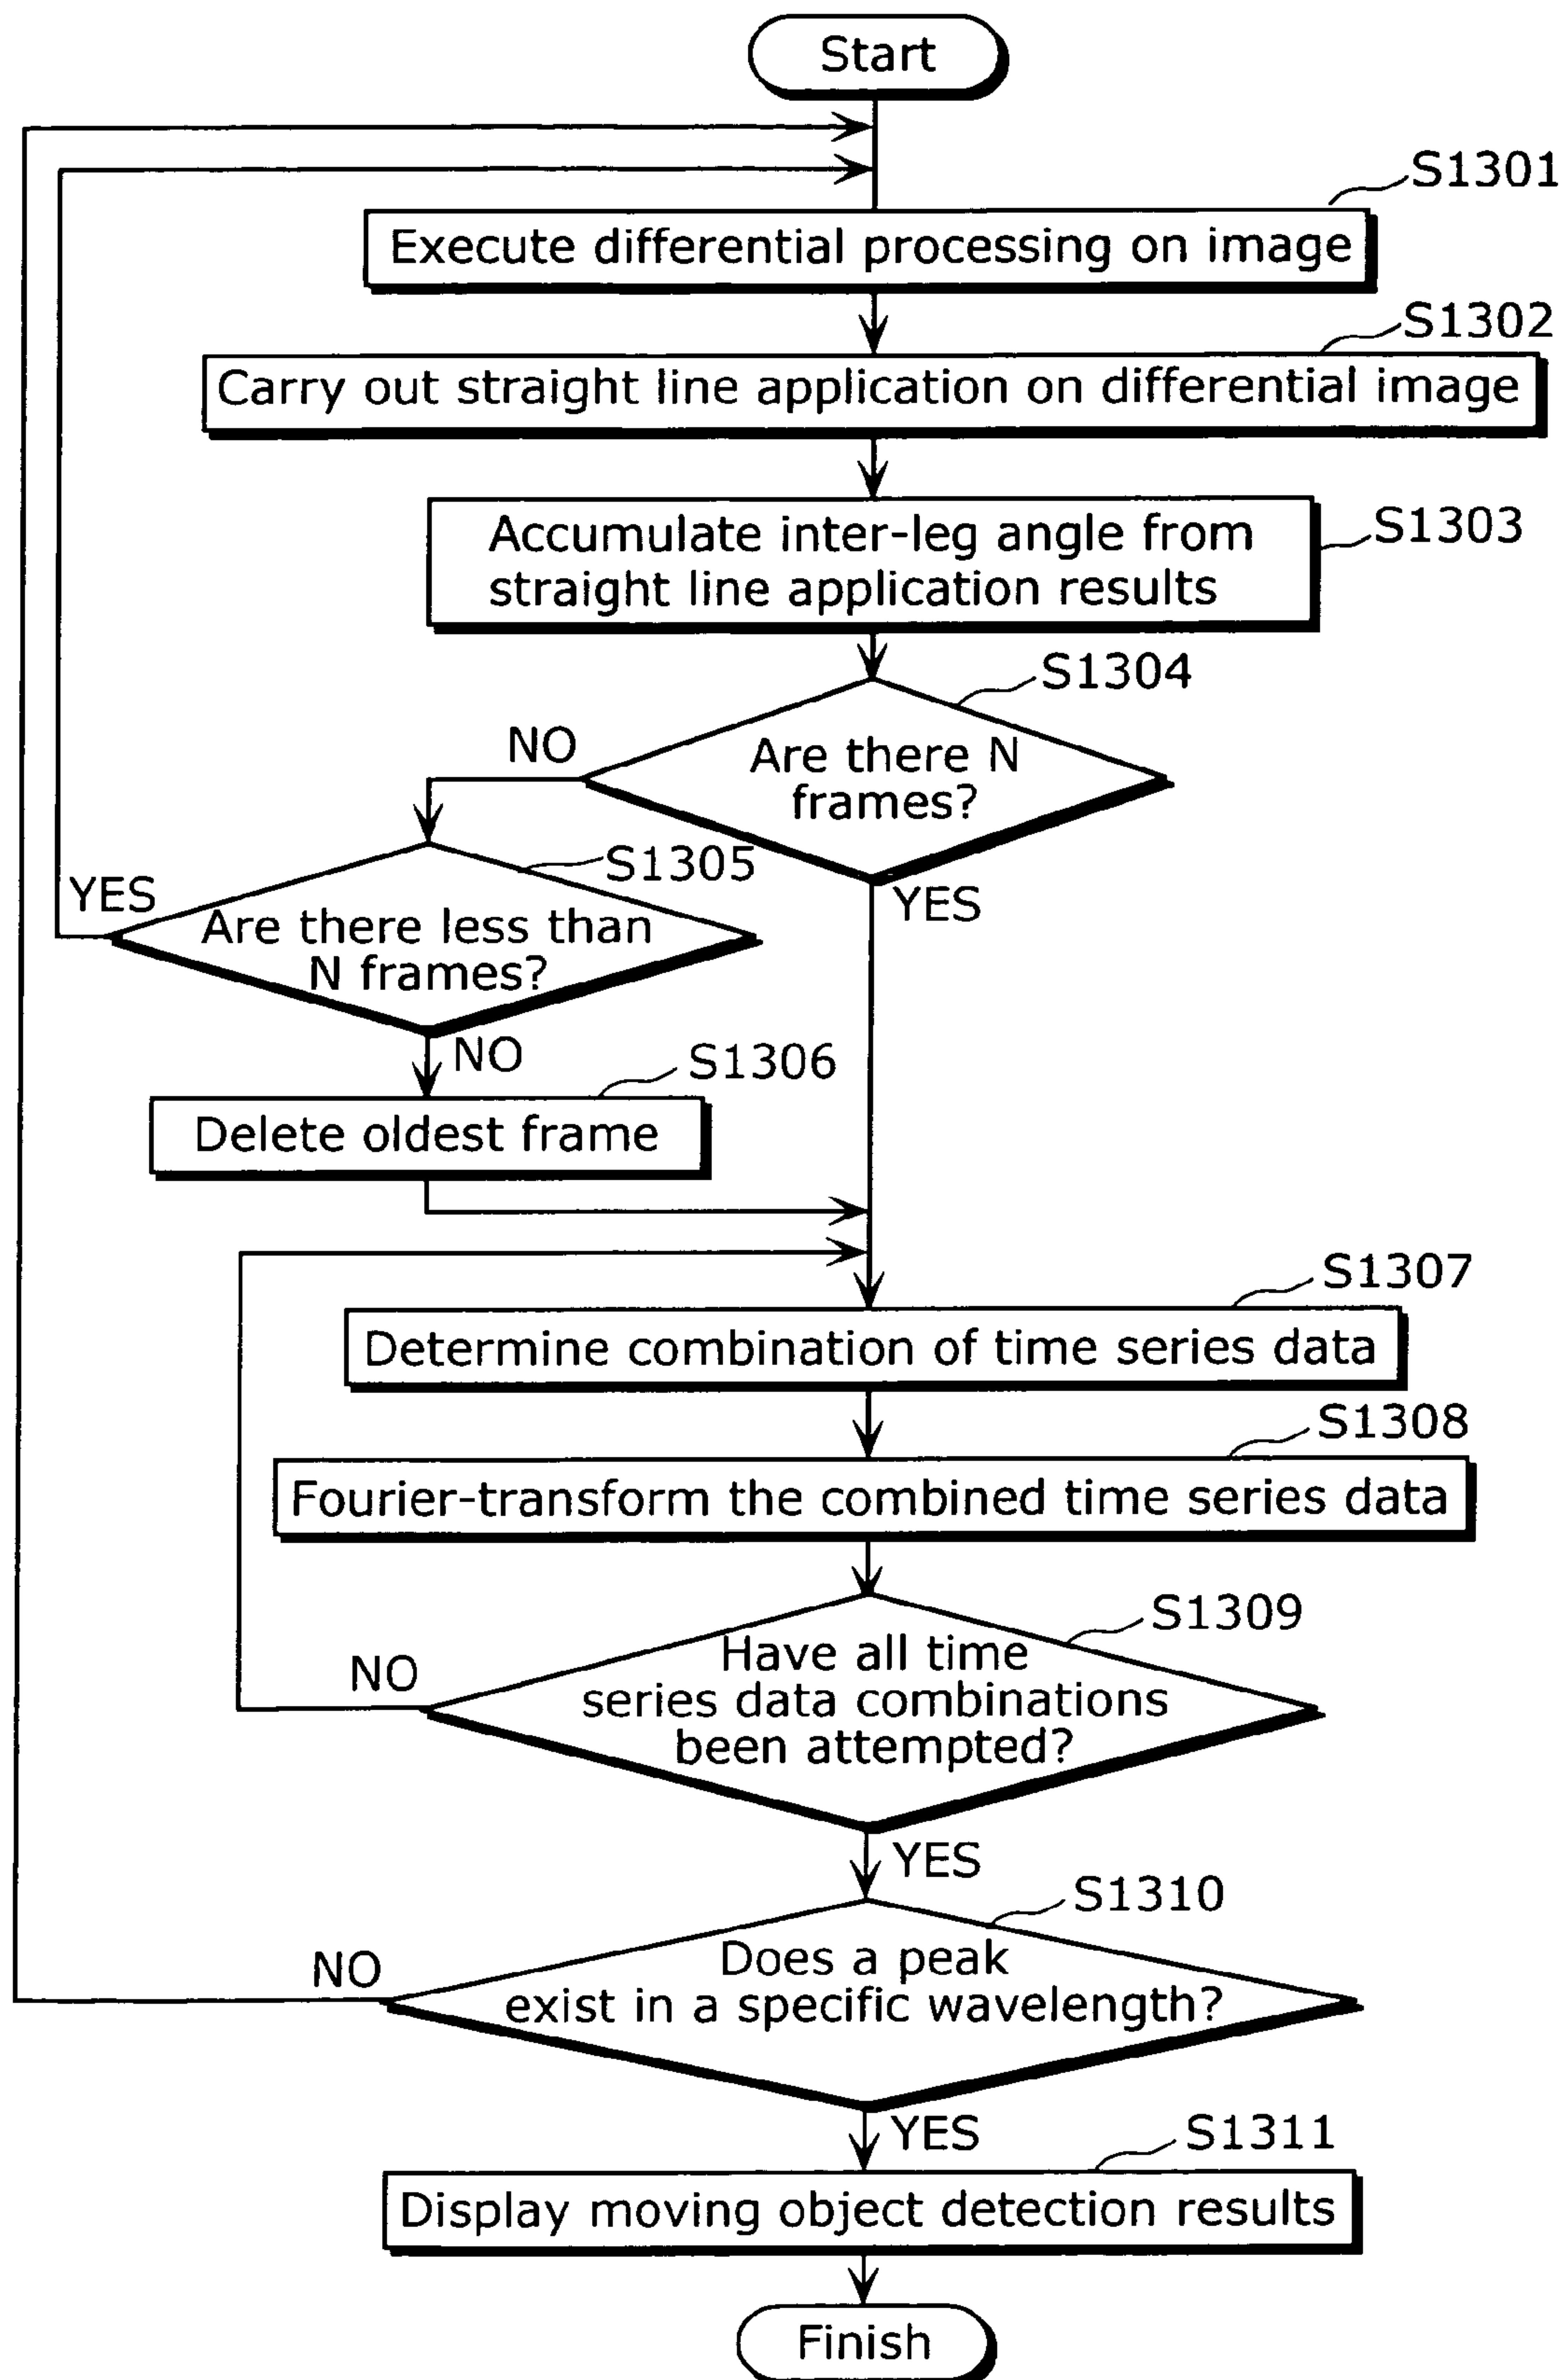 Start
S1301
Execute differential processing on image
S1302
Carry out straight line application on differential image
S1303
Accumulate inter-leg angle from
straight line application results
S1304
NO
Are there N
frames?
S1305
YES
YES
Are there less than
N frames?
NO
S1306
Delete oldest frame
S1307
Determine combination of time series data
S1308
Fourier-transform the combined time series data
S1309
NO
Have all time
series data combinations
been attempted?
YES
S1310
NO
Does a peak
exist in a specific wavelength?
YES
S1311
Display moving object detection results
Finish